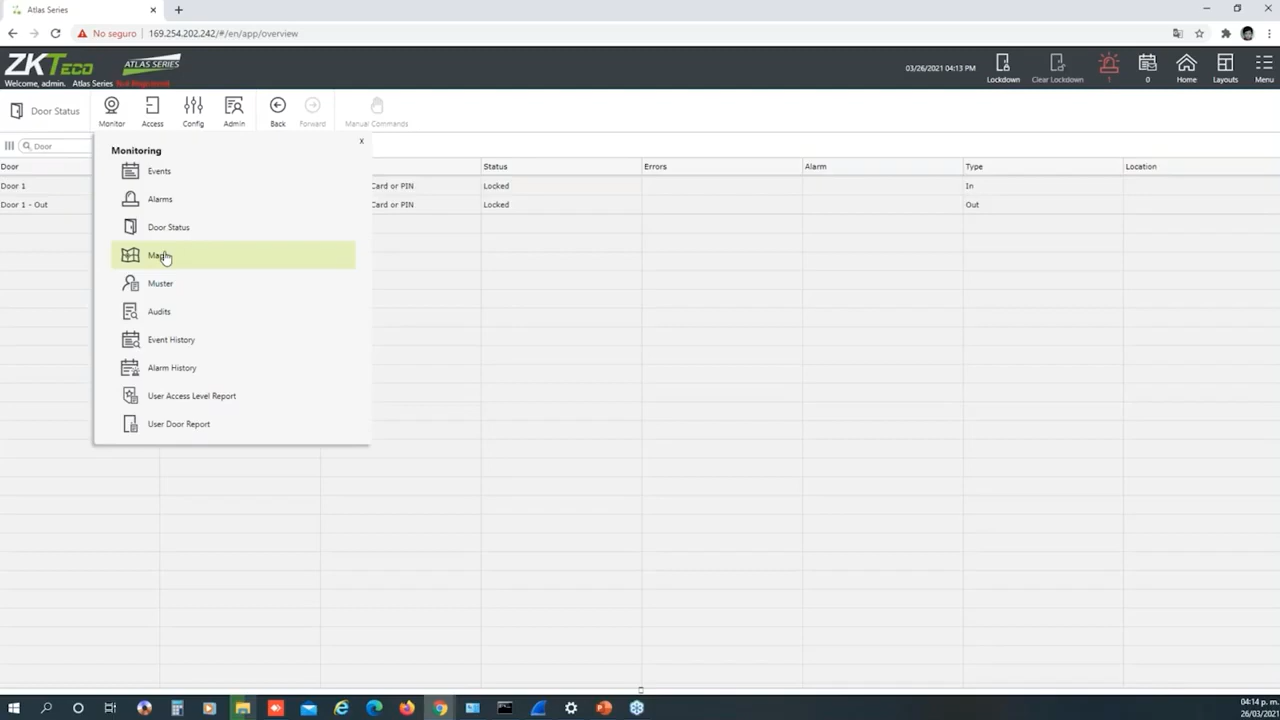 Atlas Series
No seguro
169.254.202.242/#/en/app/overview
ZKTeco
ATLAS SERIES
Welcome, admin. Atlas Series Not Registered
03/26/2021 04:13 PM
Lockdown
Clear Lockdown
1
0
Home
Layouts
Menu
Door Status
Monitor
Access
Config
Admin
Back
Forward
Manual Commands
Door
x
Monitoring
Events
Alarms
Door Status
Muster
Audits
Event History
Alarm History
User Access Level Report
User Door Report
Door Status Errors Alarm Type Location
Door 1 Card or PIN Locked In
Door 1 - Out Card or PIN Locked Out
04:14 p. m.
26/03/2021